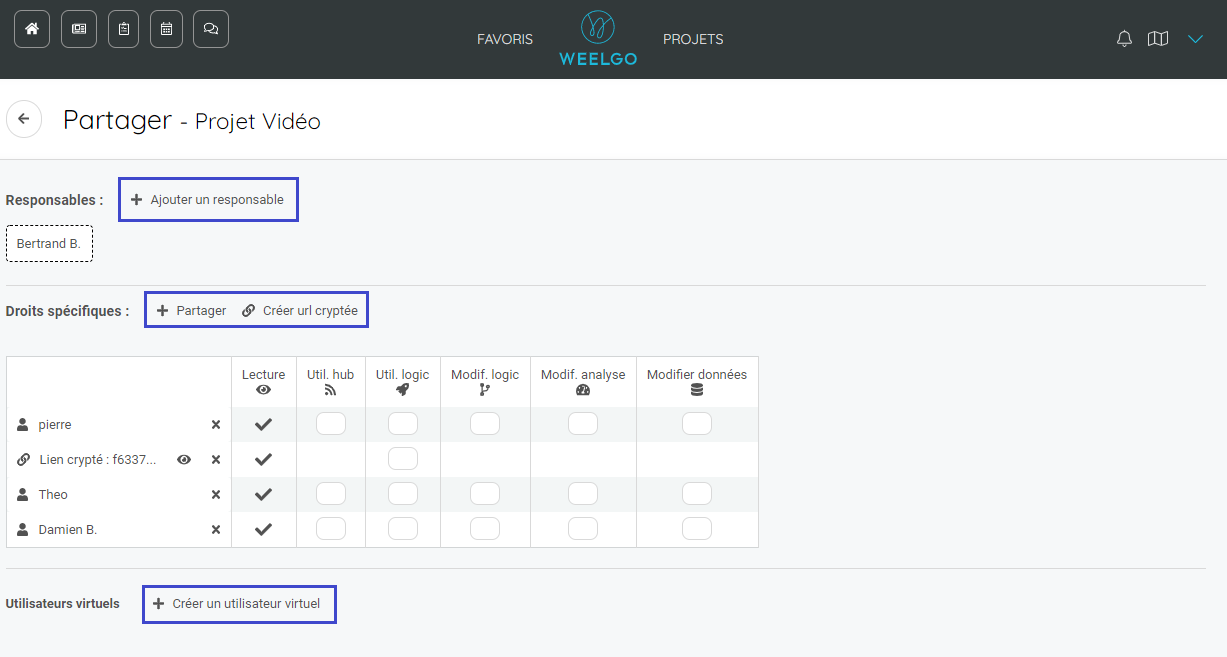 FAVORIS
WEELGO
PROJETS
Partager - Projet Vidéo
Responsables :
Ajouter un responsable
Bertrand B.
Droits spécifiques :
Partager
Créer url cryptée
Lecture
Util. hub
Util. logic
Modif. logic
Modif. analyse
Modifier données
pierre
Lien crypté : f6337...
Theo
Damien B.
Utilisateurs virtuels
Créer un utilisateur virtuel